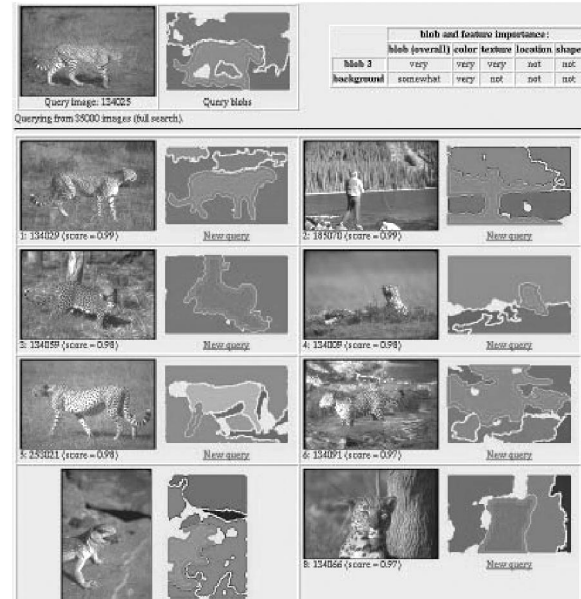 blob and feature importance:
blob (overall) color texture location shape
blob 3 very very very not not
background somewhat very not not not
Query image: 134025 Query blobs
Querying from 35000 images (full search).
1: 134029 (score = 0.99) New query
2: 185070 (score = 0.99) New query
3: 134059 (score = 0.98) New query
4: 134005 (score = 0.98) New query
5: 253021 (score = 0.98) New query
6: 134091 (score = 0.97) New query
8: 134066 (score = 0.97) New query